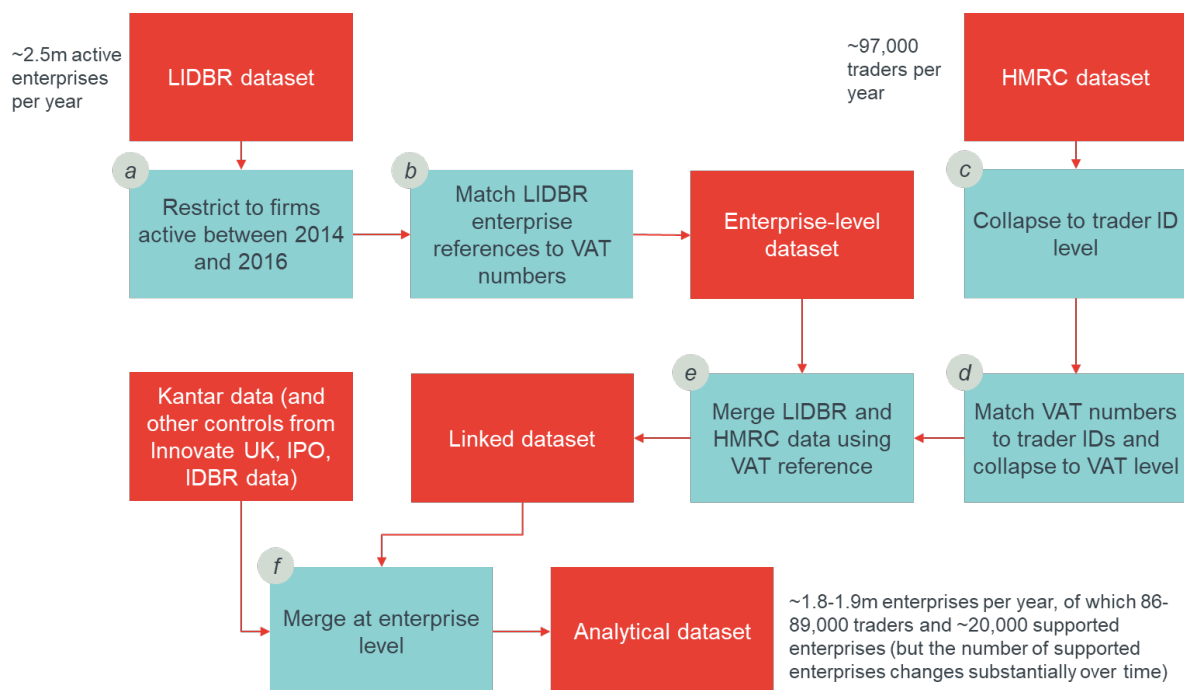 ~2.5m active
enterprises
per year
LIDBR dataset
~97,000
traders per
year
HMRC dataset
a
Restrict to firms
active between 2014
and 2016
b
Match LIDBR
enterprise
references to VAT
numbers
Enterprise-level
dataset
c
Collapse to trader ID
level
Kantar data (and
other controls from
Innovate UK, IPO,
IDBR data)
Linked dataset
e
Merge LIDBR and
HMRC data using
VAT reference
d
Match VAT numbers
to trader IDs and
collapse to VAT level
f
Merge at enterprise
level
Analytical dataset
~1.8-1.9m enterprises per year, of which 86-
89,000 traders and ~20,000 supported
enterprises (but the number of supported
enterprises changes substantially over time)